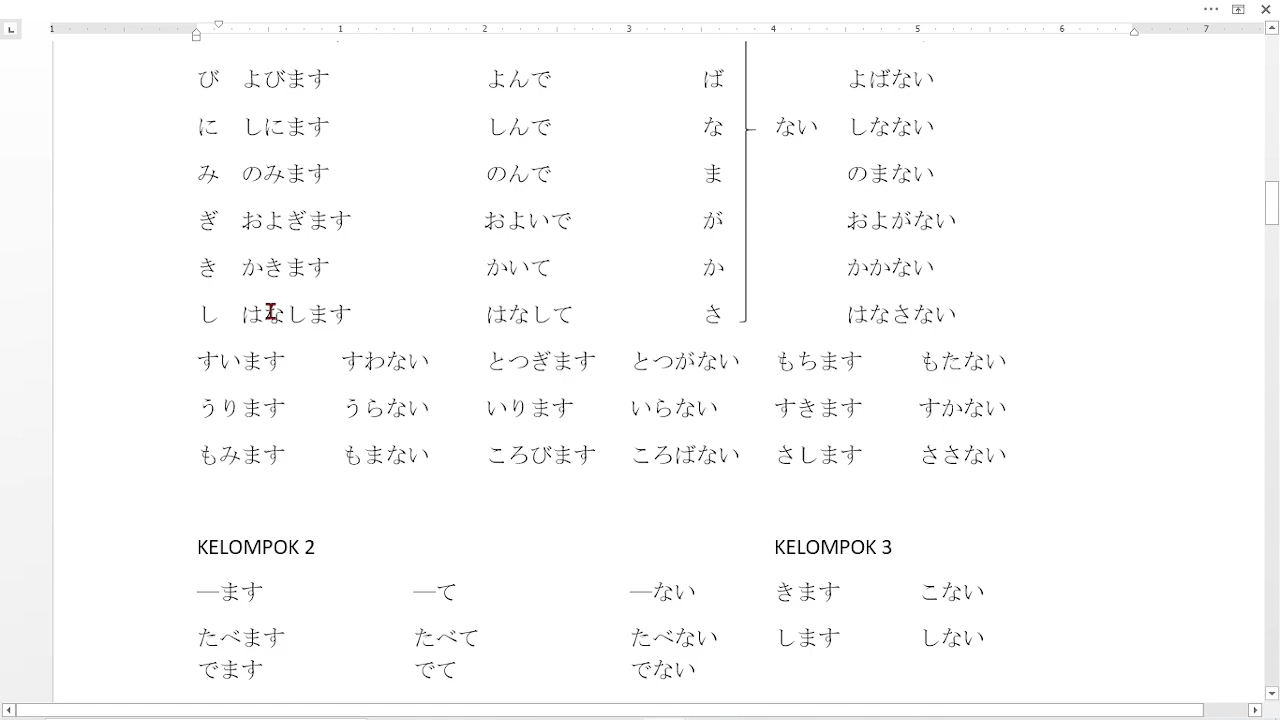 1 1 2 3 4 5 6 7
び よびます よんで ば よばない
に しにます しんで な ない しなない
み のみます のんで ま のまない
ぎ およぎます およいで が およがない
き かきます かいて か かかない
し はなします はなして さ はなさない
すいます すわない とつぎます とつがない もちます もたない
うります うらない いります いらない すきます すかない
もみます もまない ころびます ころばない さします ささない
KELOMPOK 2 KELOMPOK 3
―ます ―て ―ない きます こない
たべます たべて たべない します しない
でます でて でない